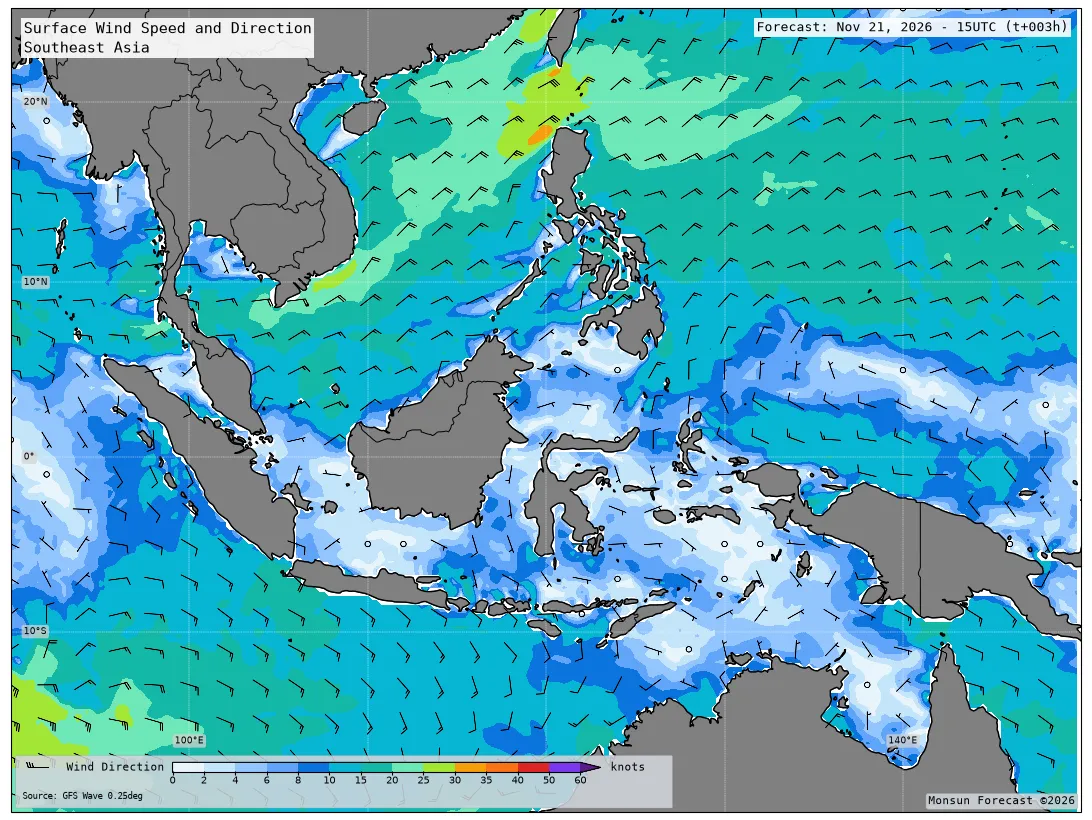 Surface Wind Speed and Direction
Southeast Asia
Forecast: Nov 21, 2026 - 15UTC (t+003h)
20°N
10°N
0°
10°S
100°E
140°E
Wind Direction
0 2 4 6 8 10 15 20 25 30 35 40 50 60
knots
Source: GFS Wave 0.25deg
Monsun Forecast ©2026